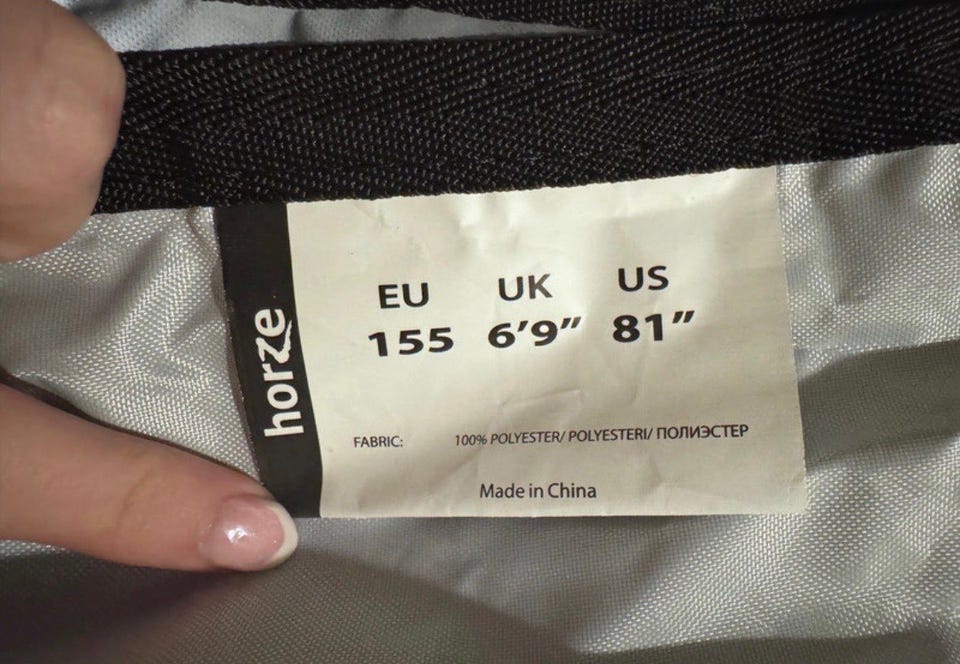 horze
EU UK US
155 6’9” 81”
FABRIC: 100% POLYESTER/ POLYESTERI/ ПОЛИЭСТЕР
Made in China